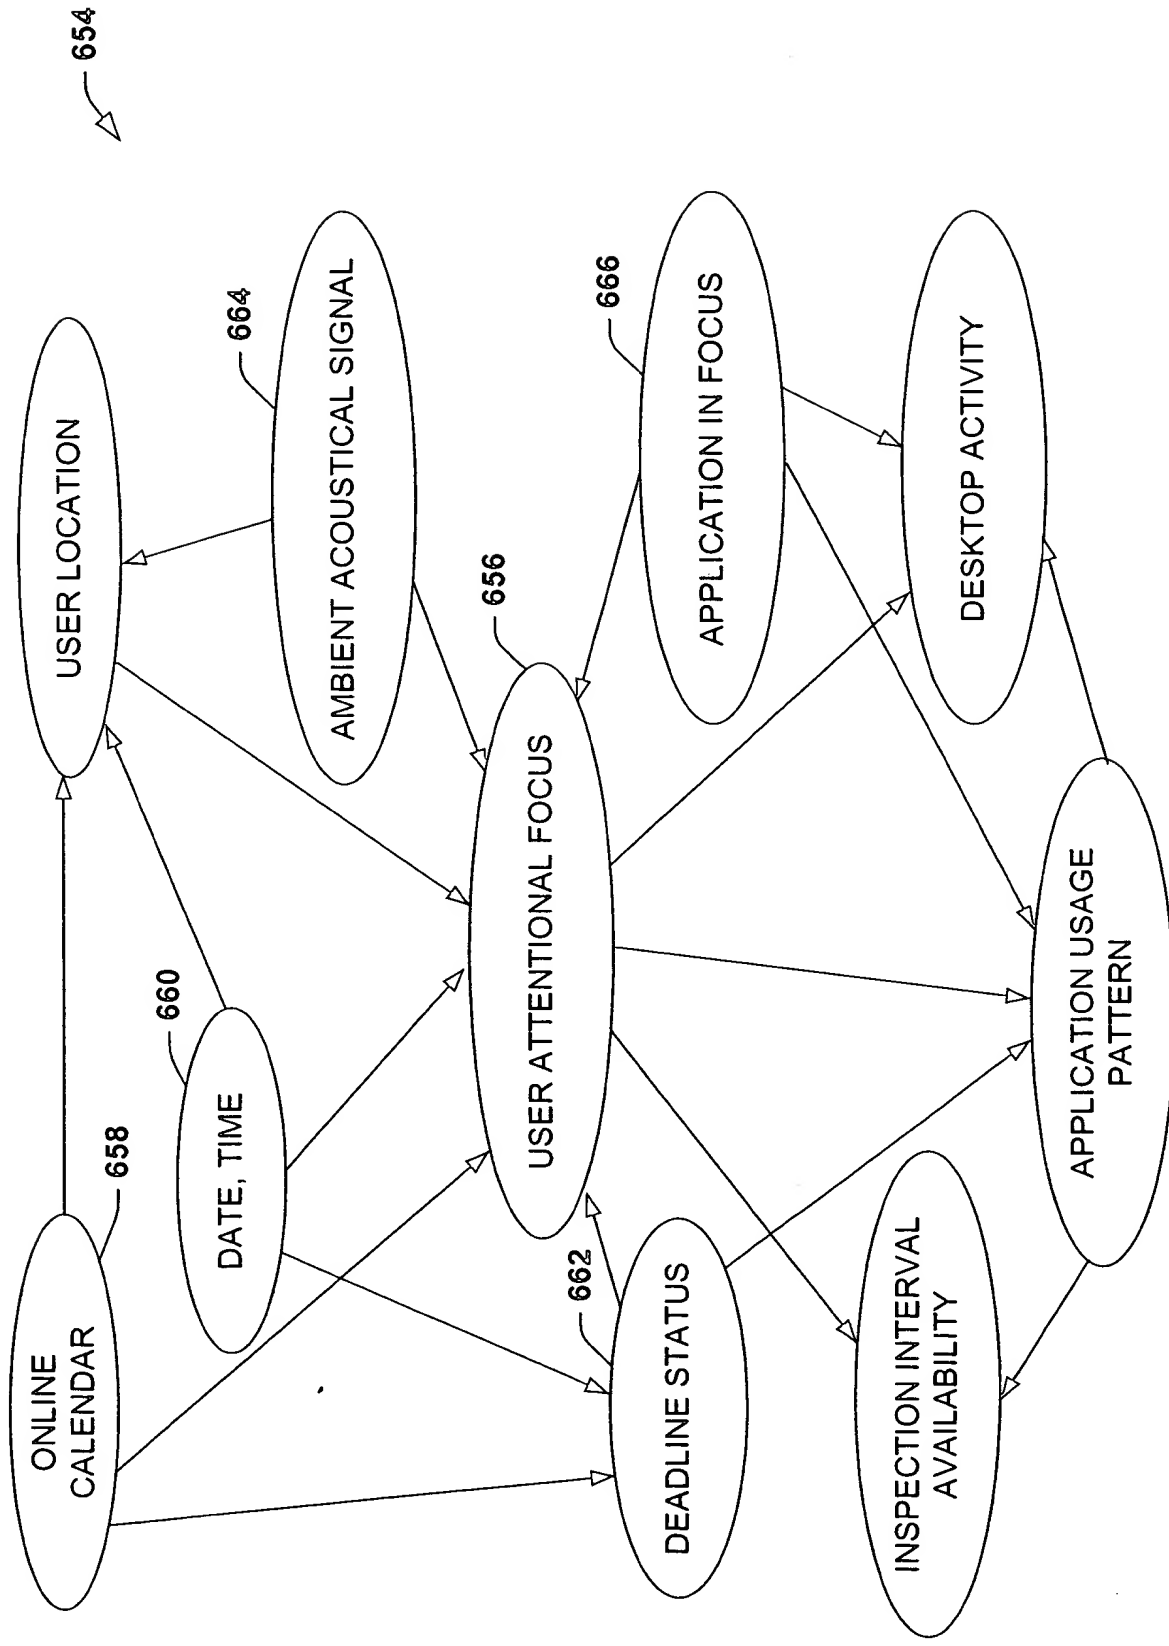 654
ONLINE
CALENDAR
658
USER LOCATION
DATE, TIME
660
AMBIENT ACOUSTICAL SIGNAL
664
USER ATTENTIONAL FOCUS
656
DEADLINE STATUS
662
APPLICATION IN FOCUS
666
INSPECTION INTERVAL
AVAILABILITY
DESKTOP ACTIVITY
APPLICATION USAGE
PATTERN